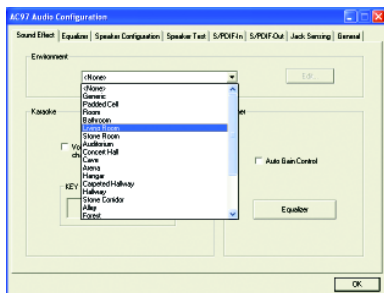 AC97 Audio Configuration
Sound Effect Equalizer Speaker Configuration Speaker Test S/PDIF-In S/PDIF-Out Jack Sensing General
Environment
<None>
<None>
Generic
Padded Cell
Room
Bathroom
Living Room
Stone Room
Auditorium
Concert Hall
Cave
Arena
Hangar
Carpeted Hallway
Hallway
Stone Corridor
Alley
Forest
Karaoke
KEY
Auto Gain Control
Equalizer
OK